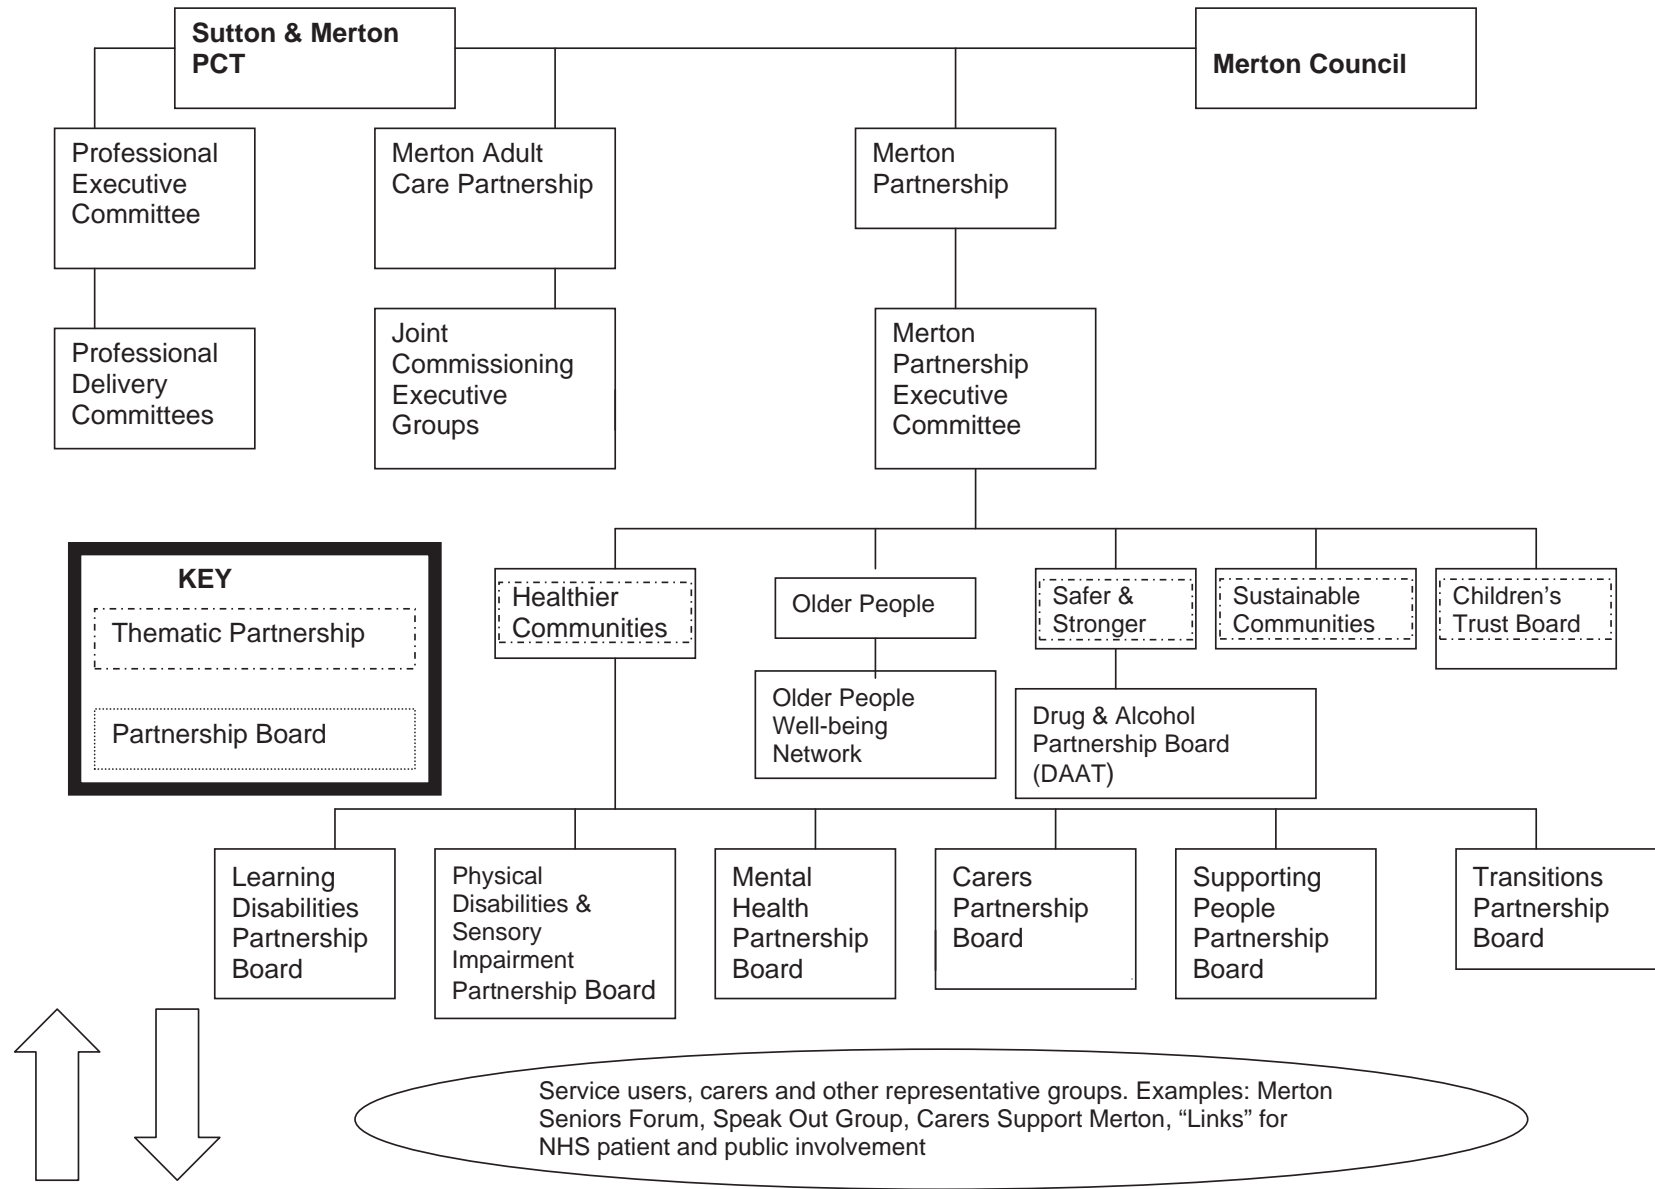 Sutton & Merton
PCT
Merton Council
Professional
Executive
Committee
Merton Adult
Care Partnership
Merton
Partnership
Professional
Delivery
Committees
Joint
Commissioning
Executive
Groups
Merton
Partnership
Executive
Committee
KEY
Thematic Partnership
Partnership Board
Healthier
Communities
Older People
Safer &
Stronger
Sustainable
Communities
Children’s
Trust Board
Older People
Well-being
Network
Drug & Alcohol
Partnership Board
(DAAT)
Learning
Disabilities
Partnership
Board
Physical
Disabilities &
Sensory
Impairment
Partnership Board
Mental
Health
Partnership
Board
Carers
Partnership
Board
Supporting
People
Partnership
Board
Transitions
Partnership
Board
Service users, carers and other representative groups. Examples: Merton
Seniors Forum, Speak Out Group, Carers Support Merton, “Links” for
NHS patient and public involvement